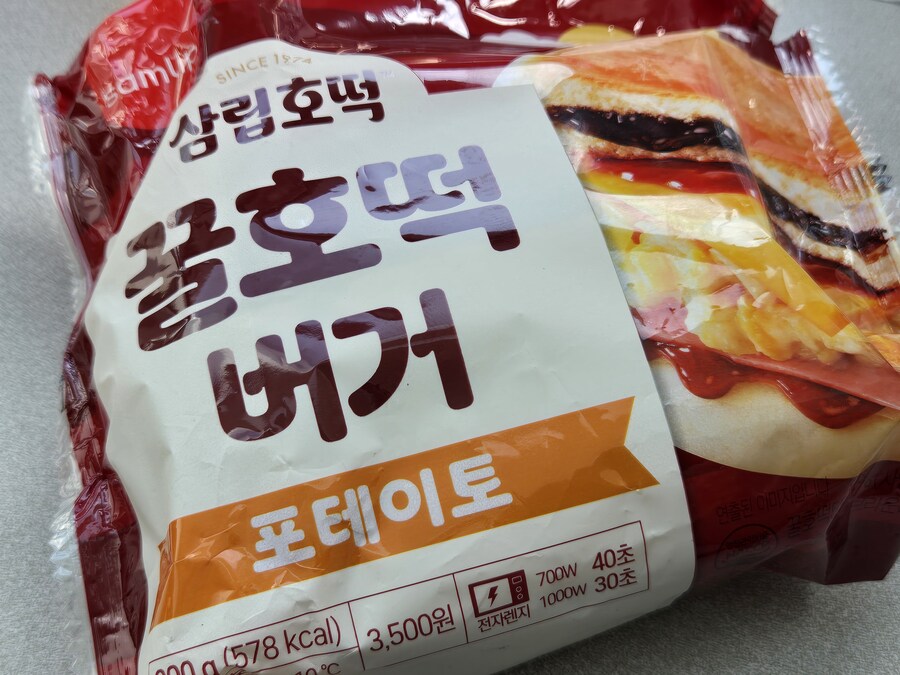 samlip
SINCE 1974
삼립호떡
꿀호떡
버거
포테이토
(578 kcal)
3,500원
전자렌지
700W 40초
1000W 30초